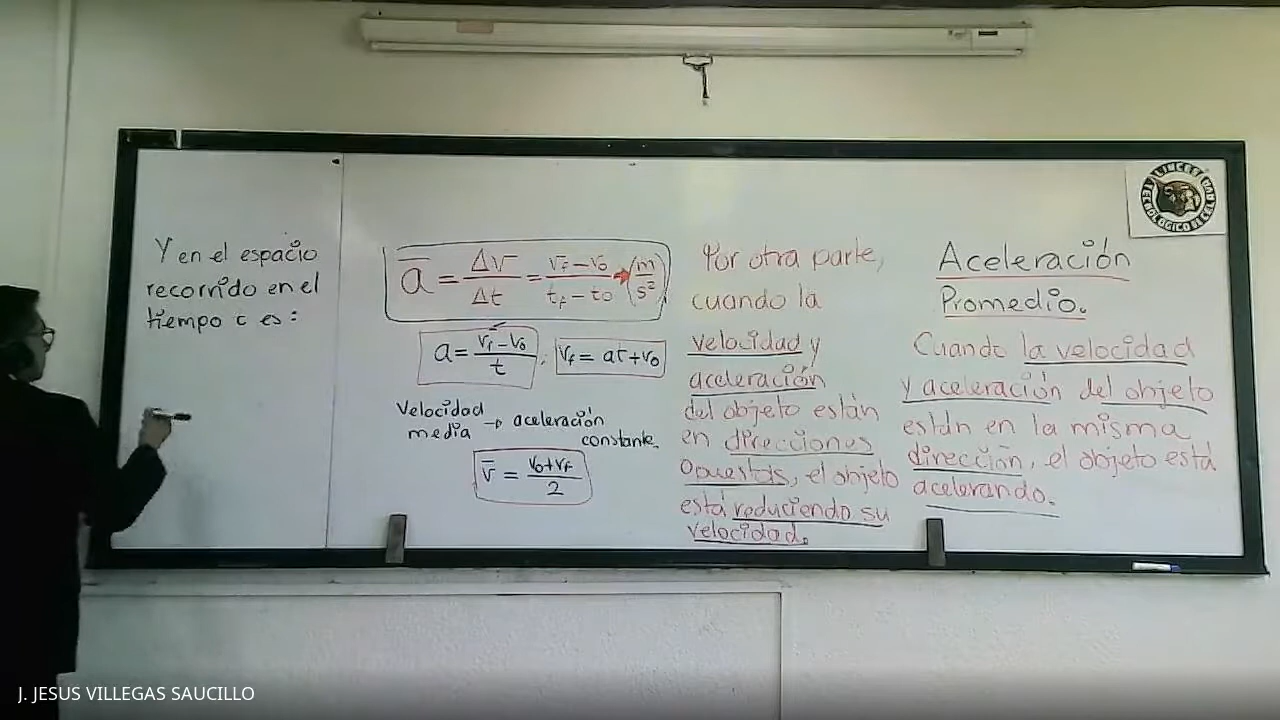 Y en el espacio
recorrido en el
tiempo t es:
a̅ = Δv/Δt = (vf − v0)/(tf − t0) → (m/s²)
a = (vf − v0)/t ; vf = at + v0
Velocidad
media → aceleración
constante.
v̅ = (v0 + vf)/2
Por otra parte,
cuando la
velocidad y
aceleración
del objeto están
en direcciones
opuestas, el objeto
está reduciendo su
velocidad.
Aceleración
Promedio.
Cuando la velocidad
y aceleración del objeto
están en la misma
dirección, el objeto está
acelerando.
LINCES
J. JESUS VILLEGAS SAUCILLO